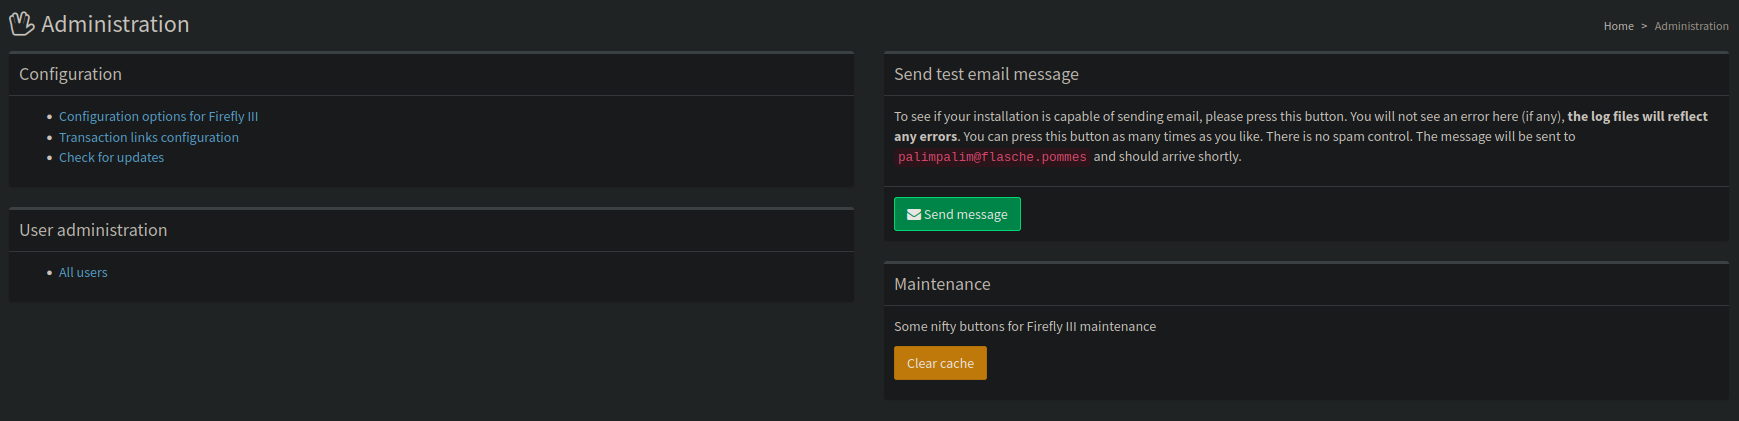 Administration
Home > Administration
Configuration
• Configuration options for Firefly III
• Transaction links configuration
• Check for updates
User administration
• All users
Send test email message
To see if your installation is capable of sending email, please press this button. You will not see an error here (if any), the log files will reflect
any errors. You can press this button as many times as you like. There is no spam control. The message will be sent to
palimpalim@flasche.pommes and should arrive shortly.
Send message
Maintenance
Some nifty buttons for Firefly III maintenance
Clear cache